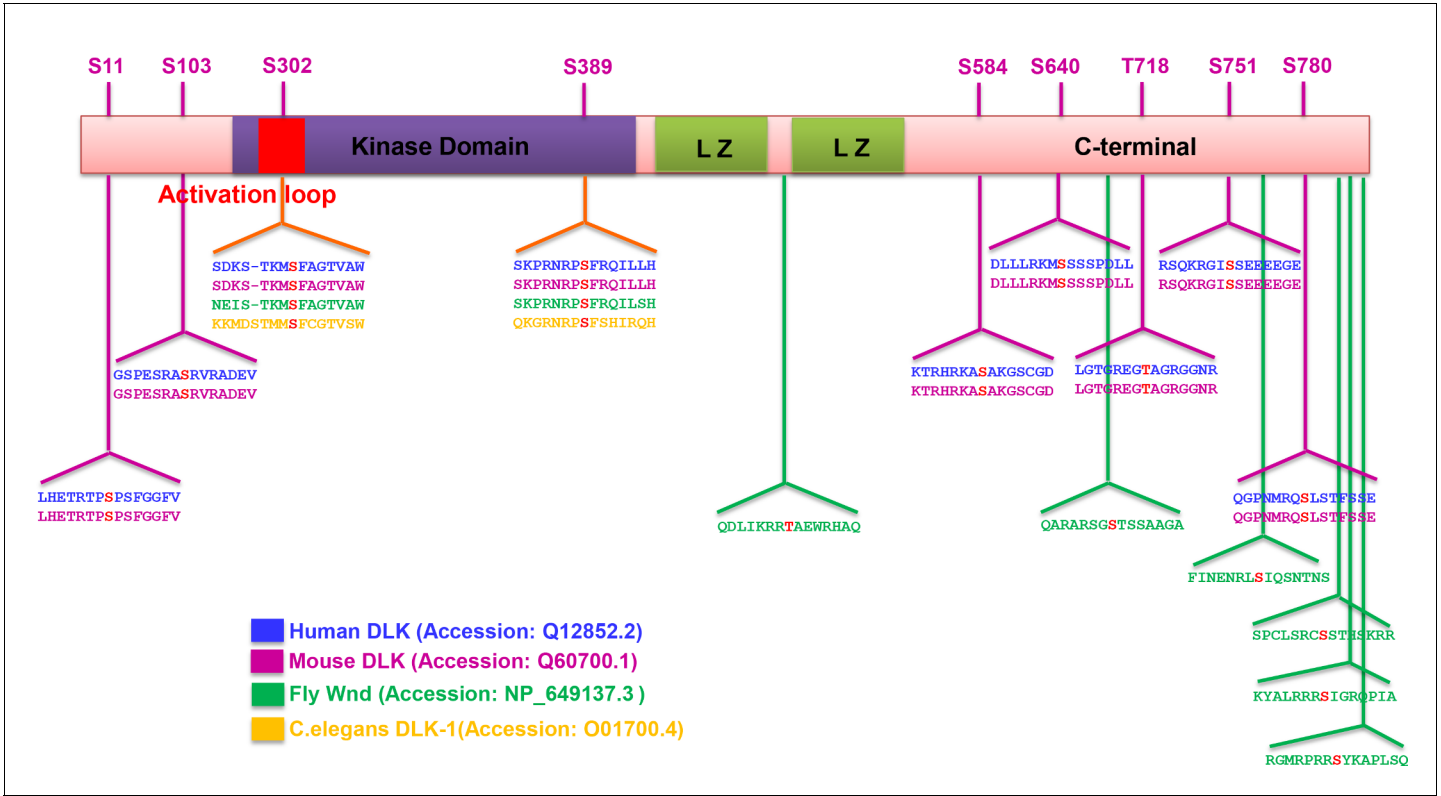 S11 S103 S302 S389 S584 S640 T718 S751 S780
Kinase Domain L Z L Z C-terminal
Activation loop
SDKS-TKMSFAGTVAW
SDKS-TKMSFAGTVAW
NEIS-TKMSFAGTVAW
KKMDSTMMSFCGTVSW
SKPRNRPSFRQILLH
SKPRNRPSFRQILLH
SKPRNRPSFRQILSH
QKGRNRPSFSHIRQH
DLLLRKMSSSSPDLL
DLLLRKMSSSSPDLL
RSQKRGISSEEEEGE
RSQKRGISSEEEEGE
GSPESRASRVRADEV
GSPESRASRVRADEV
KTRHRKASAKGSCGD
KTRHRKASAKGSCGD
LGTGREGTAGRGGNR
LGTGREGTAGRGGNR
LHETRTPSPSFGGFV
LHETRTPSPSFGGFV
QDLIKRRTAEWRHAQ
QARARSGSTSSAAGA
QGPNMRQSLSTFSSE
QGPNMRQSLSTFSSE
FINENRLSIQSNTNS
SPCLSRCSSTHSKRR
KYALRRRSIGRQPIA
RGMRPRRSYKAPLSQ
Human DLK (Accession: Q12852.2)
Mouse DLK (Accession: Q60700.1)
Fly Wnd (Accession: NP_649137.3 )
C.elegans DLK-1(Accession: O01700.4)